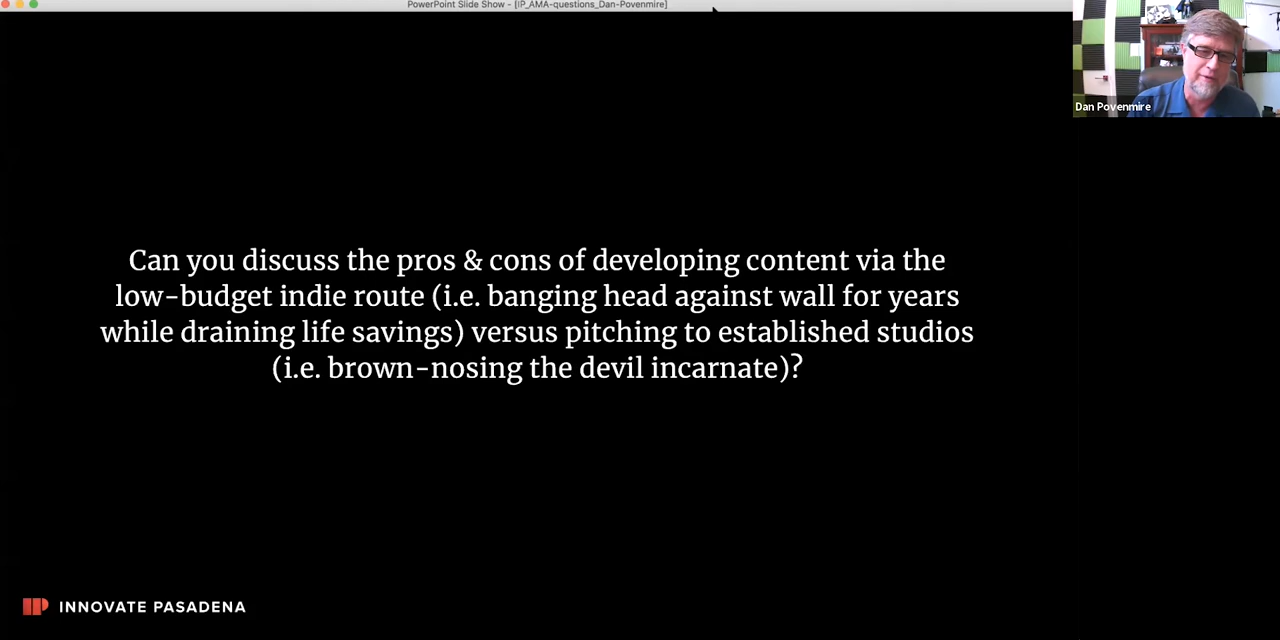 PowerPoint Slide Show - [IP_AMA-questions_Dan-Povenmire]
Dan Povenmire
Can you discuss the pros & cons of developing content via the
low-budget indie route (i.e. banging head against wall for years
while draining life savings) versus pitching to established studios
(i.e. brown-nosing the devil incarnate)?
INNOVATE PASADENA